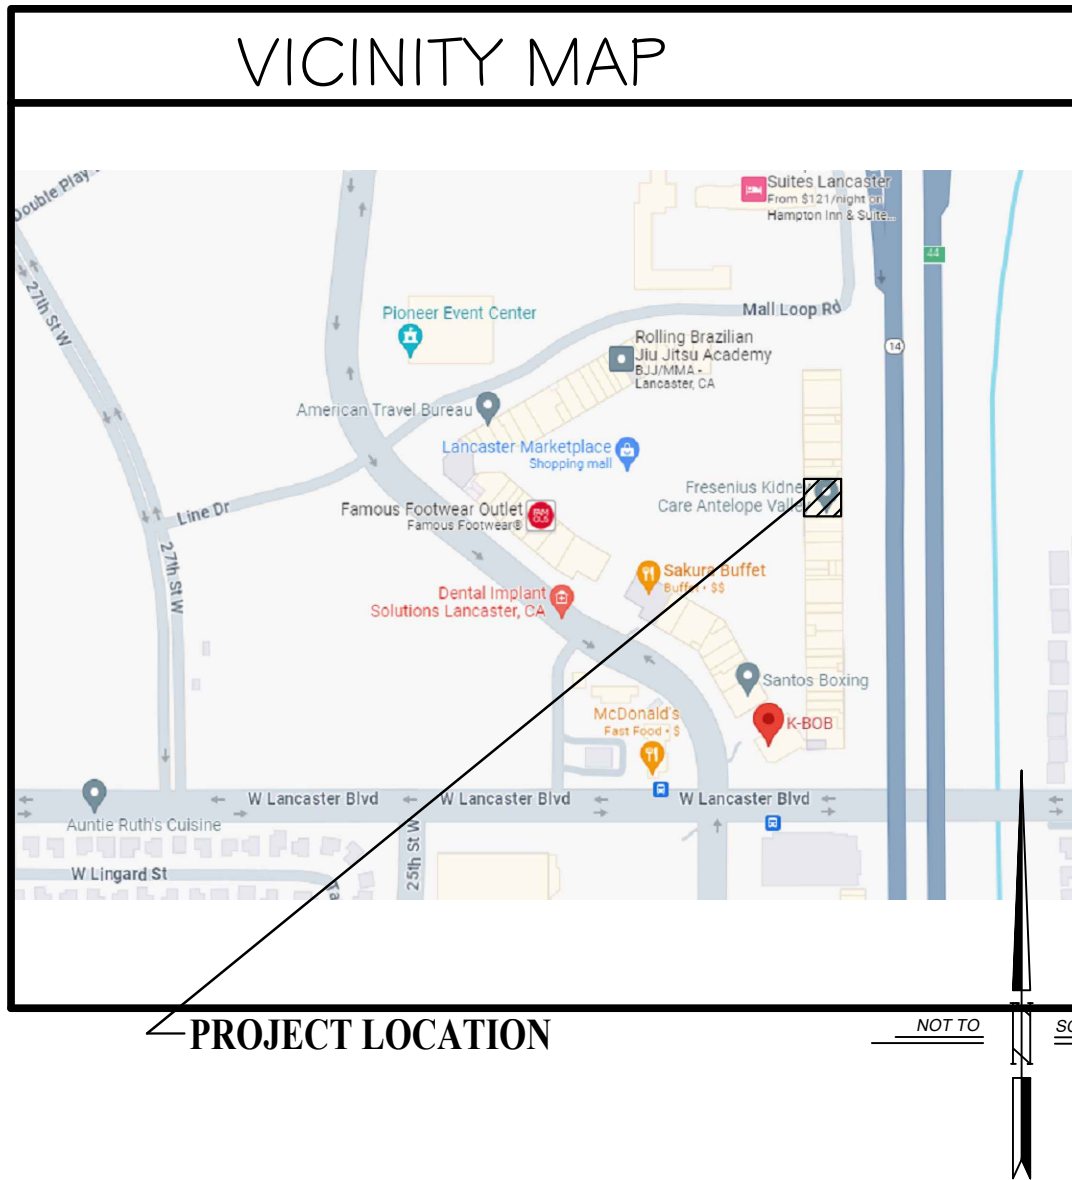 VICINITY MAP
Double Play
Suites Lancaster
From $121/night on
Hampton Inn & Suite...
44
27th St W
Pioneer Event Center
Mall Loop Rd
Rolling Brazilian
Jiu Jitsu Academy
BJJ/MMA -
Lancaster, CA
14
American Travel Bureau
Lancaster Marketplace
Shopping mall
Fresenius Kidne
Care Antelope Valle
Line Dr
Famous Footwear Outlet
Famous Footwear®
FAM
OUS
27th St W
Sakura Buffet
Buffet • $$
Dental Implant
Solutions Lancaster, CA
Santos Boxing
McDonald's
Fast Food • $
K-BOB
W Lancaster Blvd
W Lancaster Blvd
W Lancaster Blvd
Auntie Ruth's Cuisine
25th St W
W Lingard St
PROJECT LOCATION
NOT TO
N